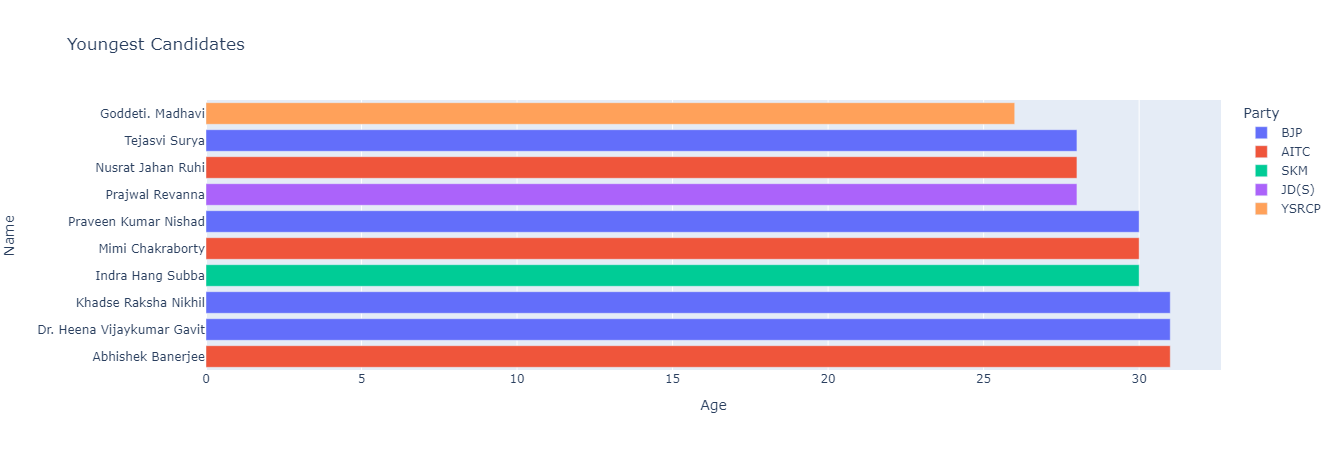 Youngest Candidates
Name
Goddeti. Madhavi
Tejasvi Surya
Nusrat Jahan Ruhi
Prajwal Revanna
Praveen Kumar Nishad
Mimi Chakraborty
Indra Hang Subba
Khadse Raksha Nikhil
Dr. Heena Vijaykumar Gavit
Abhishek Banerjee
0 5 10 15 20 25 30
Age
Party
BJP
AITC
SKM
JD(S)
YSRCP